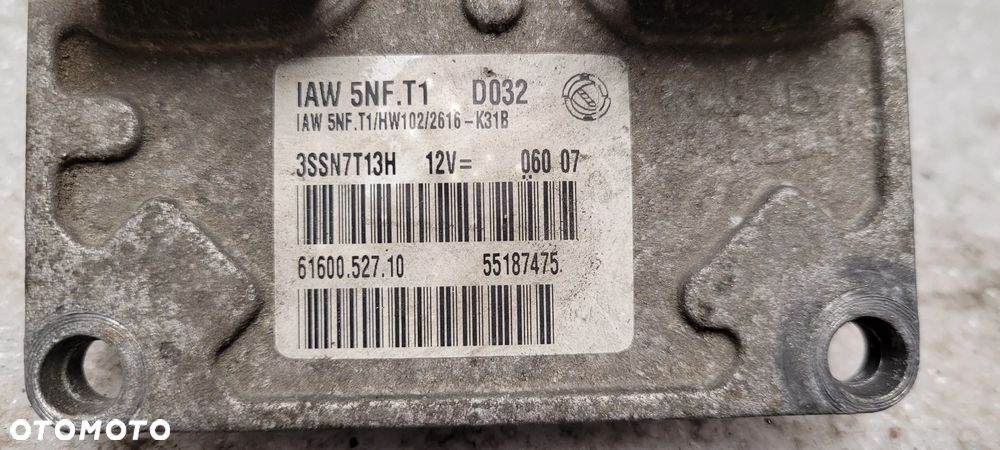 IAW 5NF.T1 D032
IAW 5NF.T1/HW102/2616-K31B
3SSN7T13H 12V= 060 07
61600.527.10 55187475
OTOMOTO